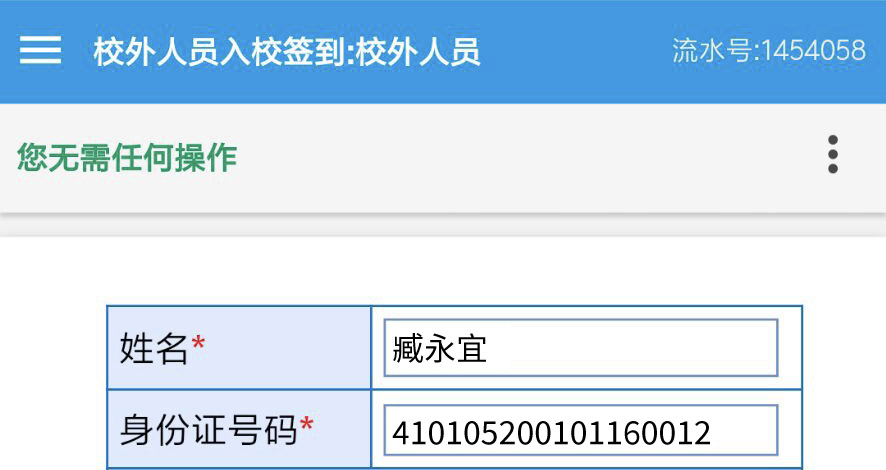 校外人员入校签到:校外人员
流水号:1454058
您无需任何操作
姓名*
臧永宜
身份证号码*
410105200101160012